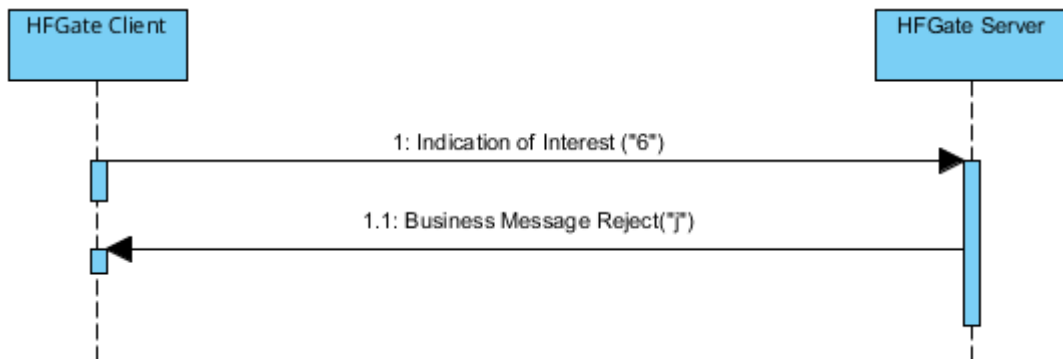 HFGate Client
HFGate Server
1: Indication of Interest ("6")
1.1: Business Message Reject("j")